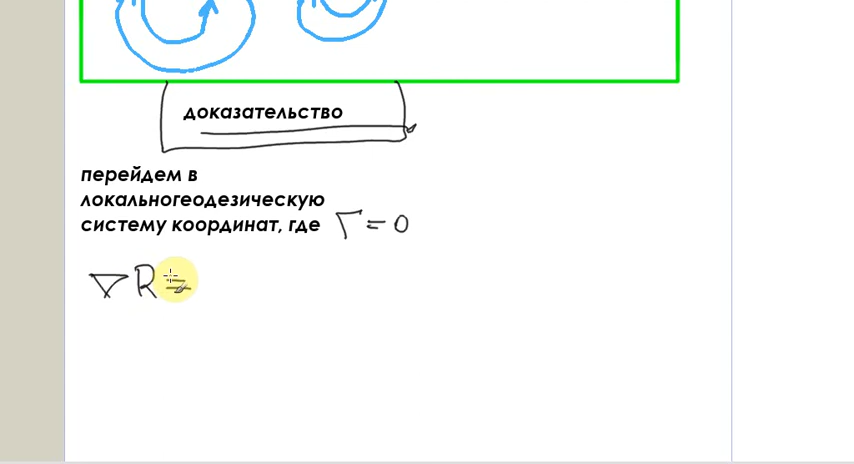 доказательство
перейдем в
локальногеодезическую
систему координат, где Γ = 0
∇R =